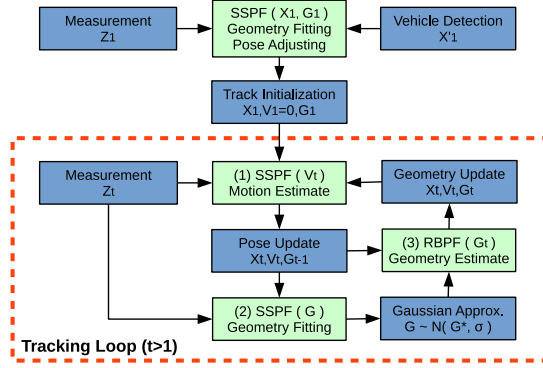 Measurement
Z1
SSPF ( X1, G1 )
Geometry Fitting
Pose Adjusting
Vehicle Detection
X'1
Track Initialization
X1,V1=0,G1
Measurement
Zt
(1) SSPF ( Vt )
Motion Estimate
Geometry Update
Xt,Vt,Gt
Pose Update
Xt,Vt,Gt-1
(3) RBPF ( Gt )
Geometry Estimate
(2) SSPF ( G )
Geometry Fitting
Gaussian Approx.
G ~ N( G*, σ )
Tracking Loop (t>1)